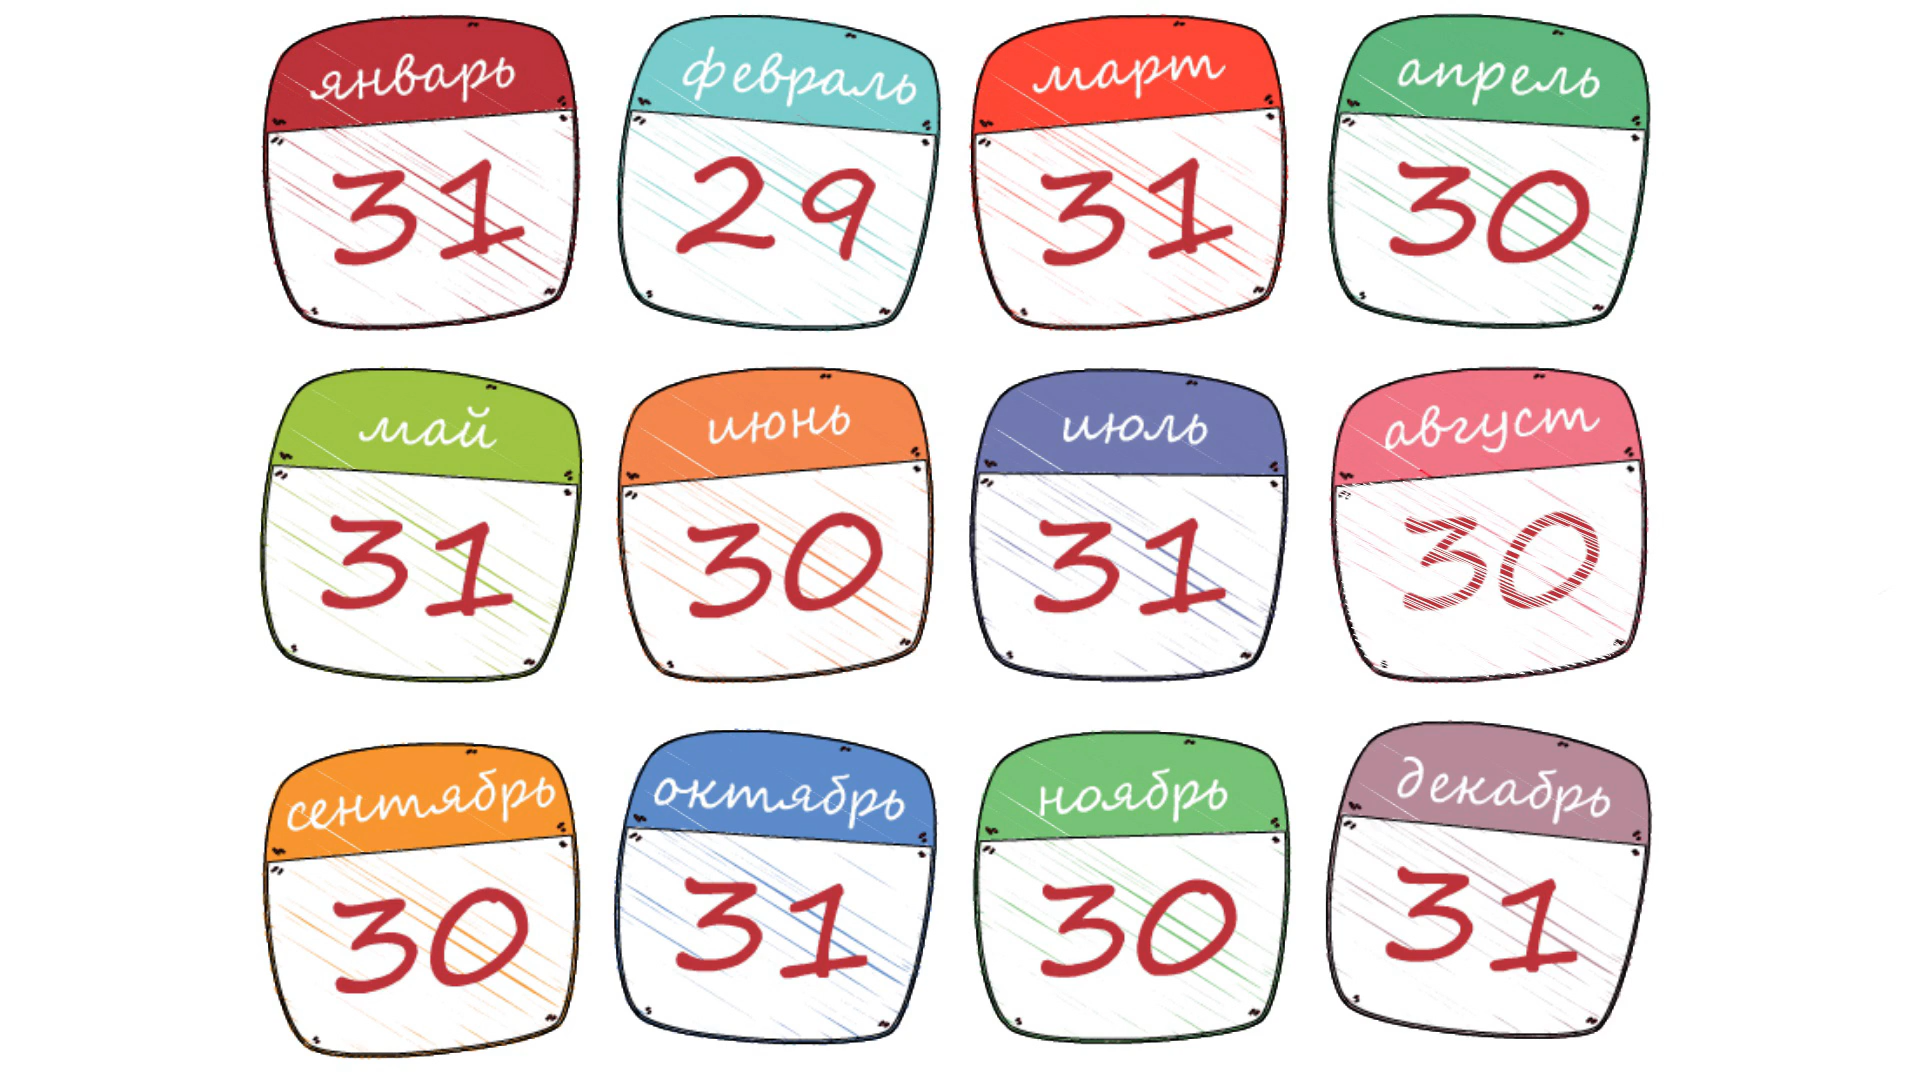 январь февраль март апрель
31 29 31 30
май июнь июль август
31 30 31 30
сентябрь октябрь ноябрь декабрь
30 31 30 31